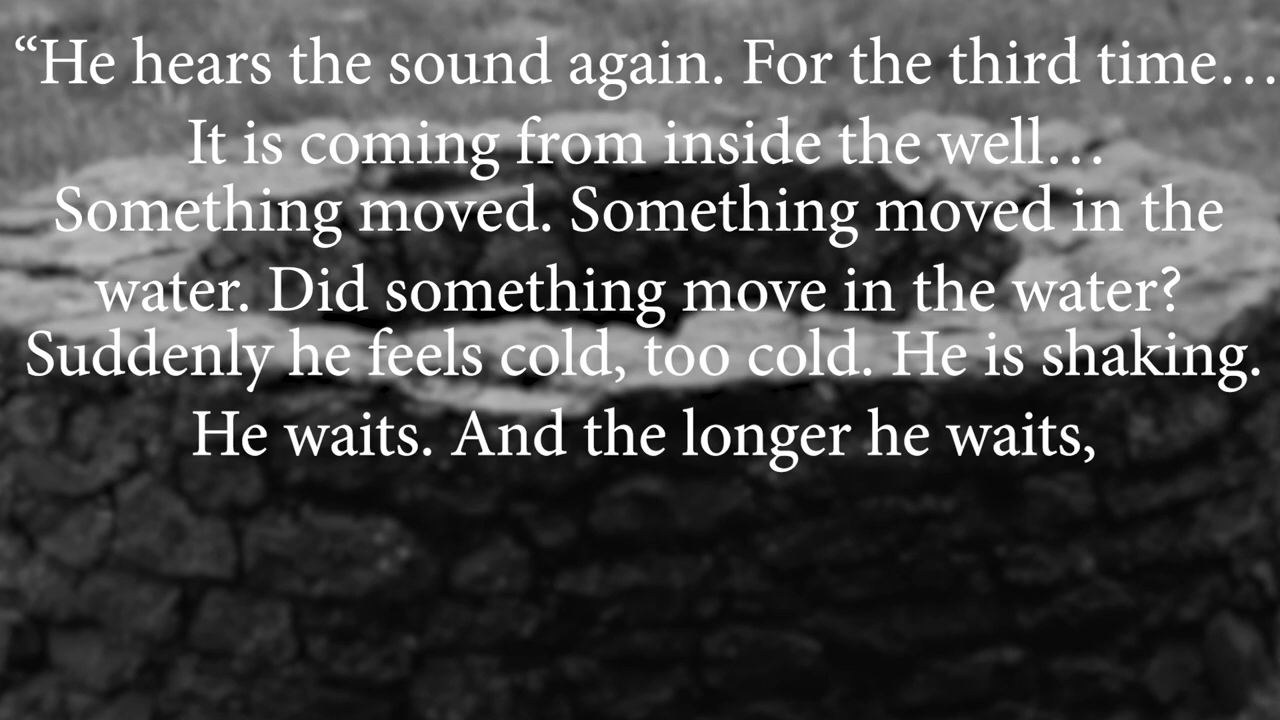 “He hears the sound again. For the third time…
It is coming from inside the well…
Something moved. Something moved in the
water. Did something move in the water?
Suddenly he feels cold, too cold. He is shaking.
He waits. And the longer he waits,